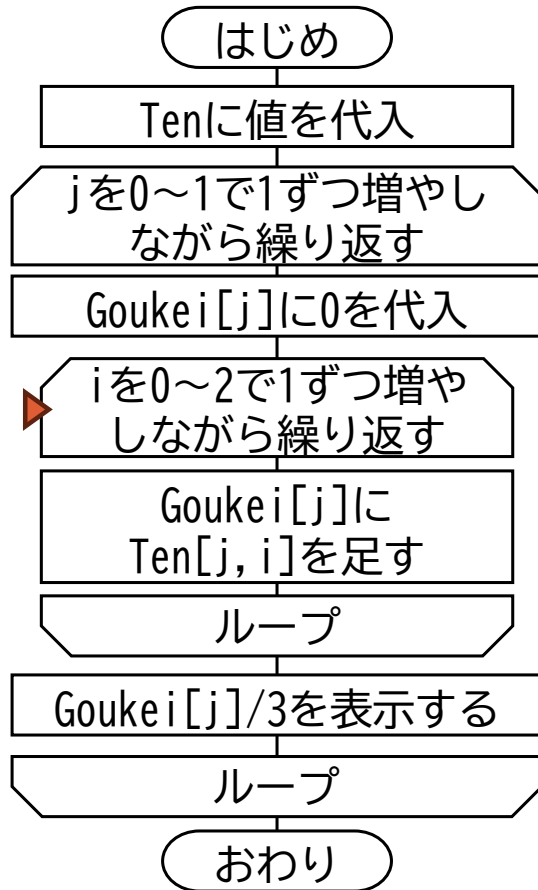 はじめ
Tenに値を代入
jを0～1で1ずつ増やし
ながら繰り返す
Goukei[j]に0を代入
iを0～2で1ずつ増や
しながら繰り返す
Goukei[j]に
Ten[j,i]を足す
ループ
Goukei[j]/3を表示する
ループ
おわり